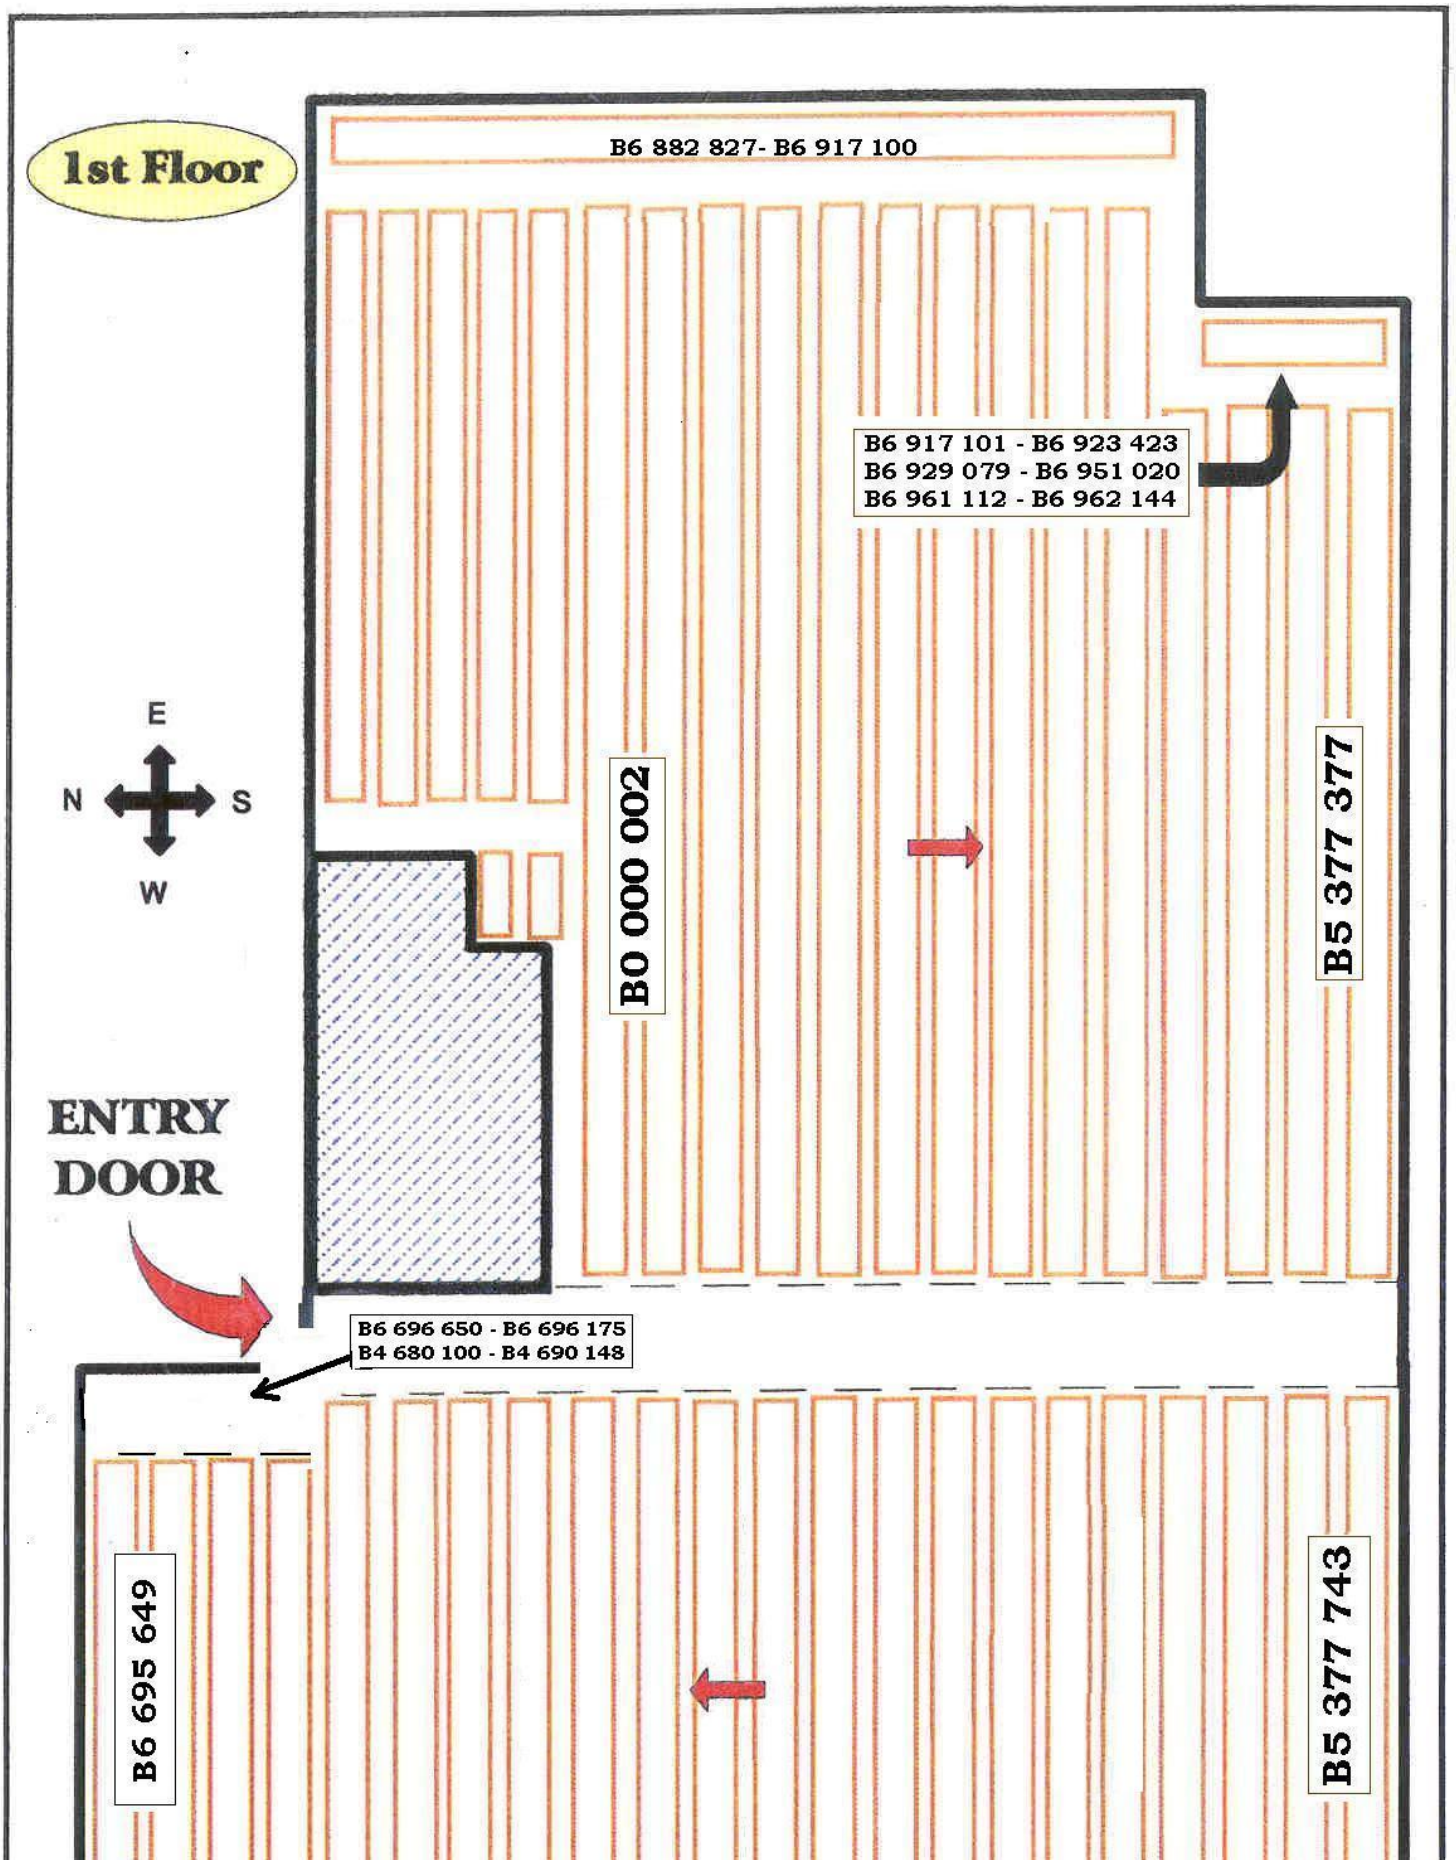 1st Floor
B6 882 827- B6 917 100
B6 917 101 - B6 923 423
B6 929 079 - B6 951 020
B6 961 112 - B6 962 144
E
N
S
W
B0 000 002
B5 377 377
ENTRY
DOOR
B6 696 650 - B6 696 175
B4 680 100 - B4 690 148
B6 695 649
B5 377 743